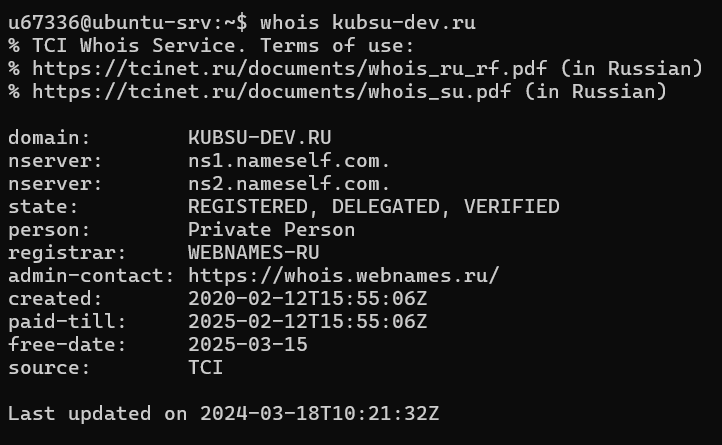 u67336@ubuntu-srv:~$ whois kubsu-dev.ru
% TCI Whois Service. Terms of use:
% https://tcinet.ru/documents/whois_ru_rf.pdf (in Russian)
% https://tcinet.ru/documents/whois_su.pdf (in Russian)

domain:        KUBSU-DEV.RU
nserver:       ns1.nameself.com.
nserver:       ns2.nameself.com.
state:         REGISTERED, DELEGATED, VERIFIED
person:        Private Person
registrar:     WEBNAMES-RU
admin-contact: https://whois.webnames.ru/
created:       2020-02-12T15:55:06Z
paid-till:     2025-02-12T15:55:06Z
free-date:     2025-03-15
source:        TCI

Last updated on 2024-03-18T10:21:32Z